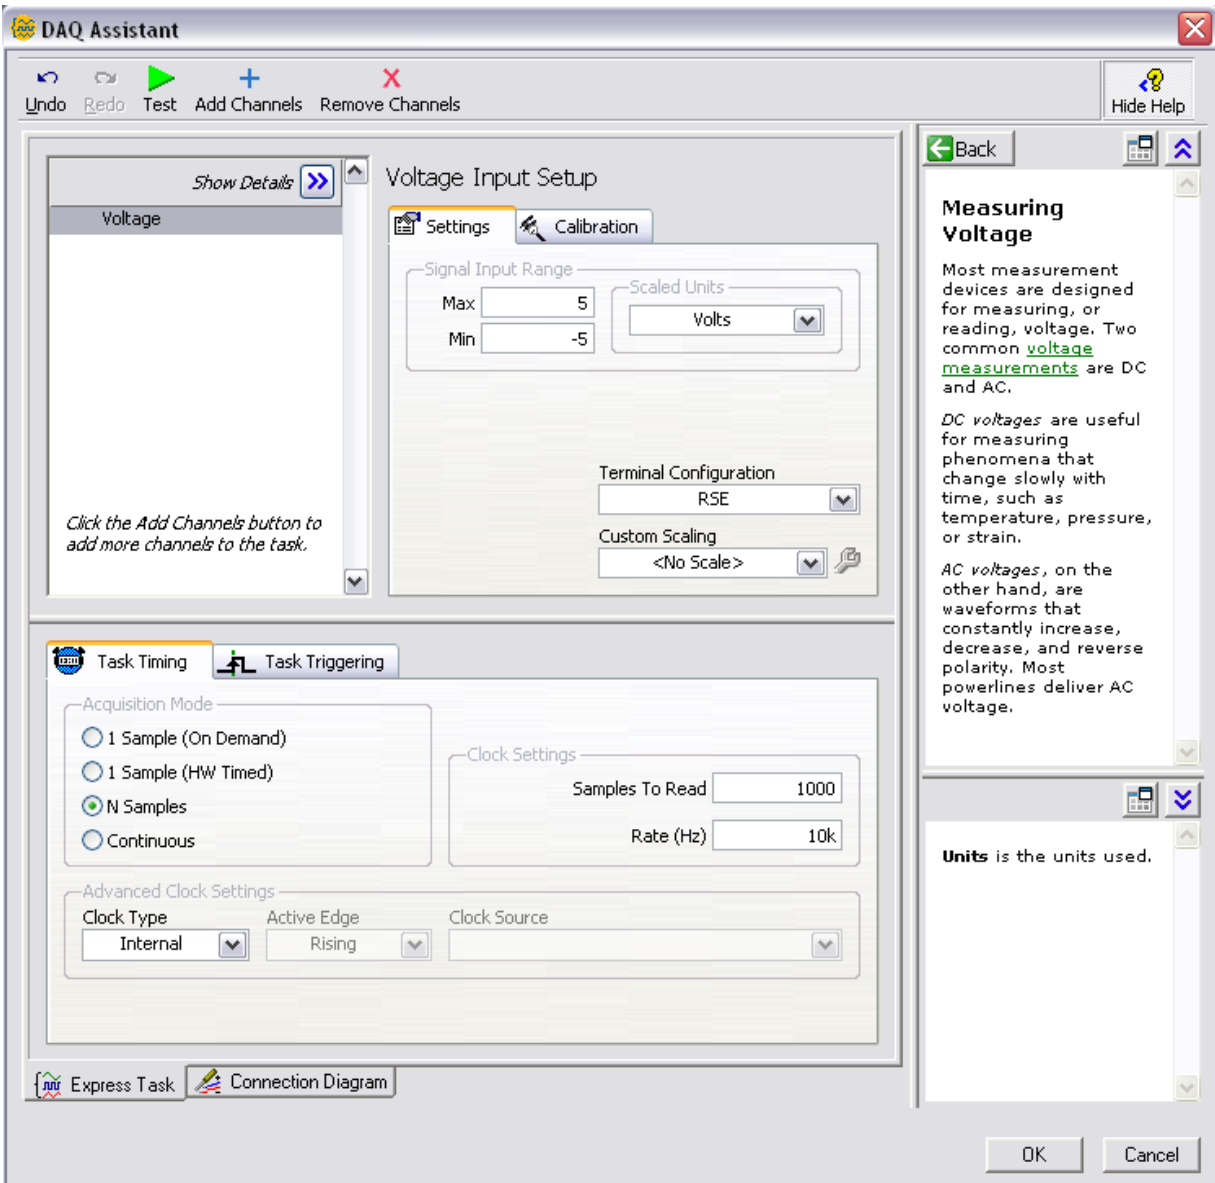 DAQ Assistant
Undo
Redo
Test
Add Channels
Remove Channels
Hide Help
Show Details
Voltage
Click the Add Channels button to
add more channels to the task.
Voltage Input Setup
Settings
Calibration
Signal Input Range
Max
5
Min
-5
Scaled Units
Volts
Terminal Configuration
RSE
Custom Scaling
<No Scale>
Task Timing
Task Triggering
Acquisition Mode
1 Sample (On Demand)
1 Sample (HW Timed)
N Samples
Continuous
Clock Settings
Samples To Read
1000
Rate (Hz)
10k
Advanced Clock Settings
Clock Type
Internal
Active Edge
Rising
Clock Source
Express Task
Connection Diagram
Back
Measuring
Voltage
Most measurement
devices are designed
for measuring, or
reading, voltage. Two
common voltage
measurements are DC
and AC.
DC voltages are useful
for measuring
phenomena that
change slowly with
time, such as
temperature, pressure,
or strain.
AC voltages, on the
other hand, are
waveforms that
constantly increase,
decrease, and reverse
polarity. Most
powerlines deliver AC
voltage.
Units is the units used.
OK
Cancel